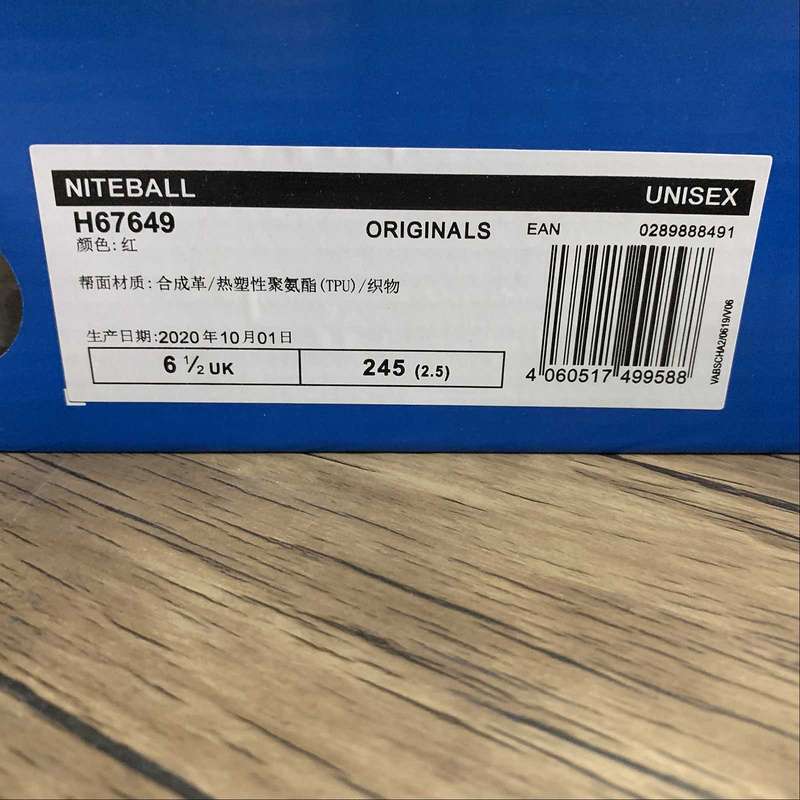 NITEBALL UNISEX
H67649 ORIGINALS EAN 0289888491
颜色:红
帮面材质:合成革/热塑性聚氨酯(TPU)/织物
生产日期:2020年10月01日
6 ½ UK 245 (2.5)
4 060517 499588
VABSCHA2/0619/V06